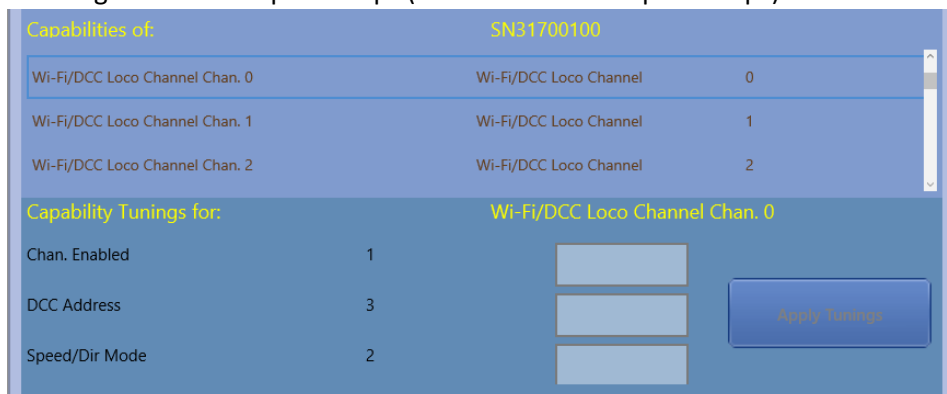 Capabilities of: SN31700100
Wi-Fi/DCC Loco Channel Chan. 0 Wi-Fi/DCC Loco Channel 0
Wi-Fi/DCC Loco Channel Chan. 1 Wi-Fi/DCC Loco Channel 1
Wi-Fi/DCC Loco Channel Chan. 2 Wi-Fi/DCC Loco Channel 2
Capability Tunings for: Wi-Fi/DCC Loco Channel Chan. 0
Chan. Enabled 1
DCC Address 3
Apply Tunings
Speed/Dir Mode 2